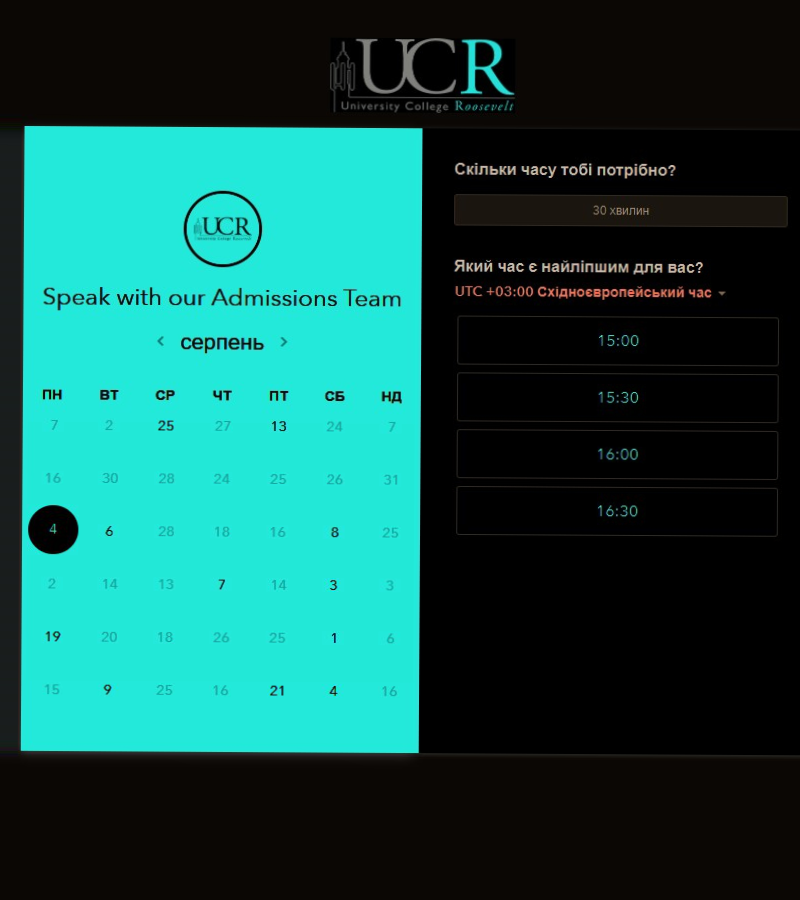 UCR
University College Roosevelt
UCR
University College Roosevelt
Speak with our Admissions Team
серпень
ПН ВТ СР ЧТ ПТ СБ НД
7 2 25 27 13 24 7
16 30 28 24 25 26 31
4 6 28 18 16 8 25
2 14 13 7 14 3 3
19 20 18 26 25 1 6
15 9 25 16 21 4 16
Скільки часу тобі потрібно?
30 хвилин
Який час є найліпшим для вас?
UTC +03:00 Східноєвропейський час
15:00
15:30
16:00
16:30